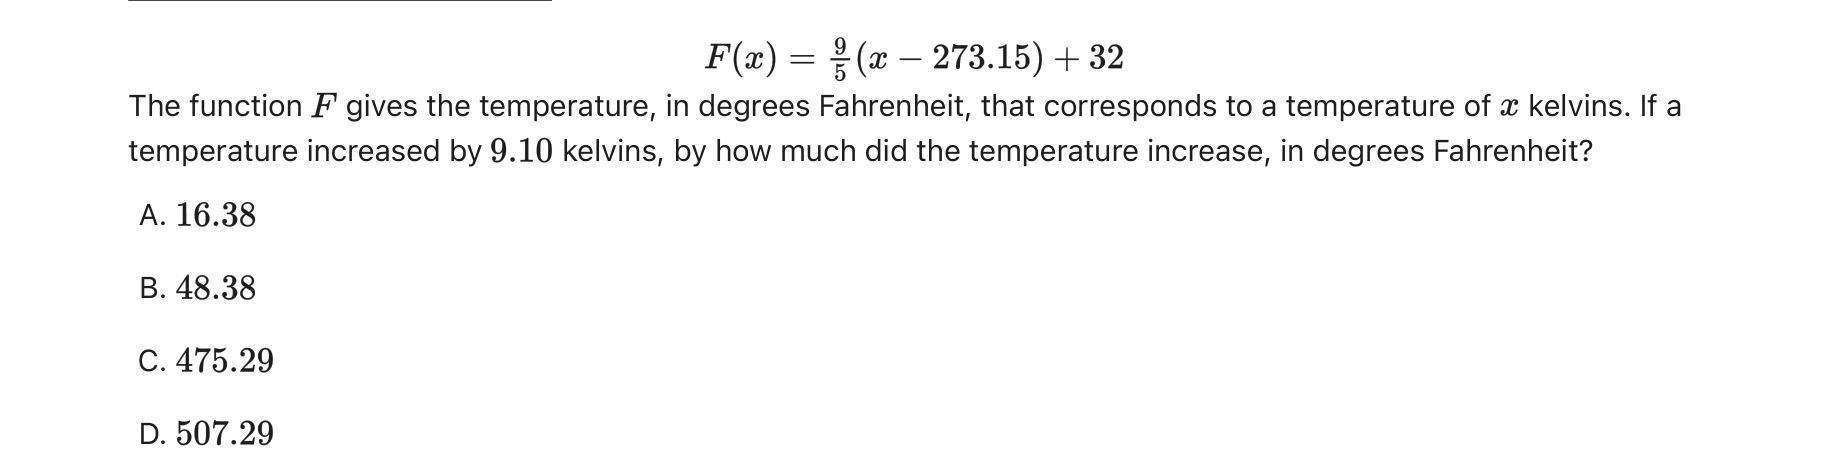 F(x) = 9/5 (x − 273.15) + 32
The function F gives the temperature, in degrees Fahrenheit, that corresponds to a temperature of x kelvins. If a
temperature increased by 9.10 kelvins, by how much did the temperature increase, in degrees Fahrenheit?
A. 16.38
B. 48.38
C. 475.29
D. 507.29